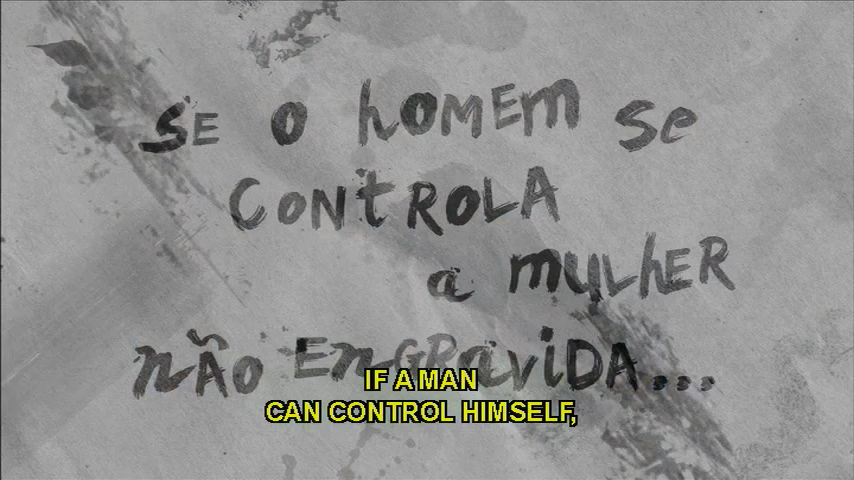 SE O HOMEM SE
CONTROLA
A MULHER
NÃO ENGRAVIDA...
IF A MAN
CAN CONTROL HIMSELF,